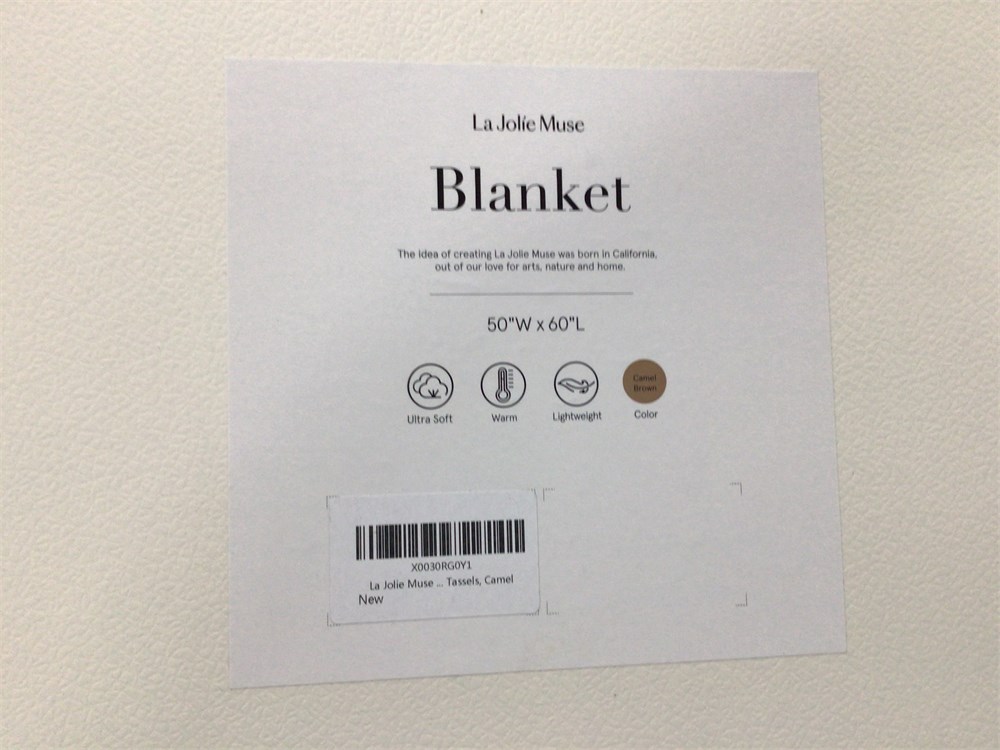 La Jolie Muse
Blanket
The idea of creating La Jolie Muse was born in California,
out of our love for arts, nature and home.
50"W x 60"L
Camel
Brown
Ultra Soft
Warm
Lightweight
Color
X0030RG0Y1
La Jolie Muse ... Tassels, Camel
New